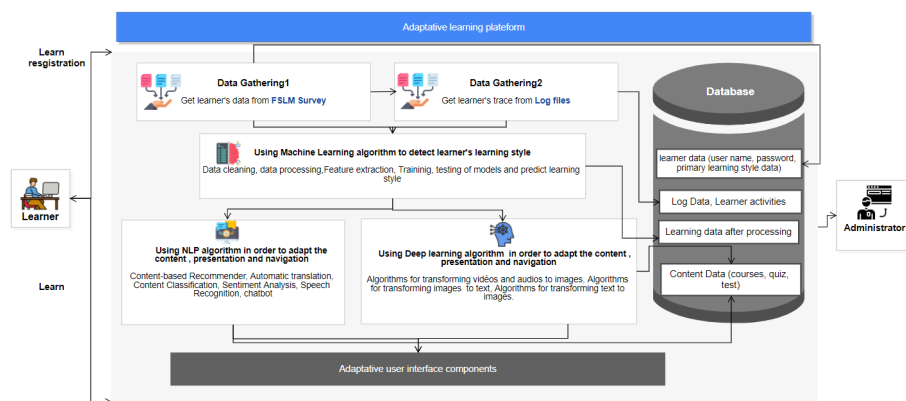 Adaptative learning plateform
Learn
resgistration
Data Gathering1
Get learner's data from FSLM Survey
Data Gathering2
Get learner's trace from Log files
Database
Using Machine Learning algorithm to detect learner's learning style
Data cleaning, data processing,Feature extraction, Training, testing of models and predict learning
style
learner data (user name, password,
primary learning style data)
Log Data, Learner activities
Learning data after processing
Content Data (courses, quiz,
test)
Learner
Administrator
Using NLP algorithm in order to adapt the
content , presentation and navigation
Content-based Recommender, Automatic translation,
Content Classification, Sentiment Analysis, Speech
Recognition, chatbot
Using Deep learning algorithm in order to adapt the content ,
presentation and navigation
Algorithms for transforming vidéos and audios to images, Algorithms
for transforming images to text, Algorithms for transforming text to
images.
Learn
Adaptative user interface components